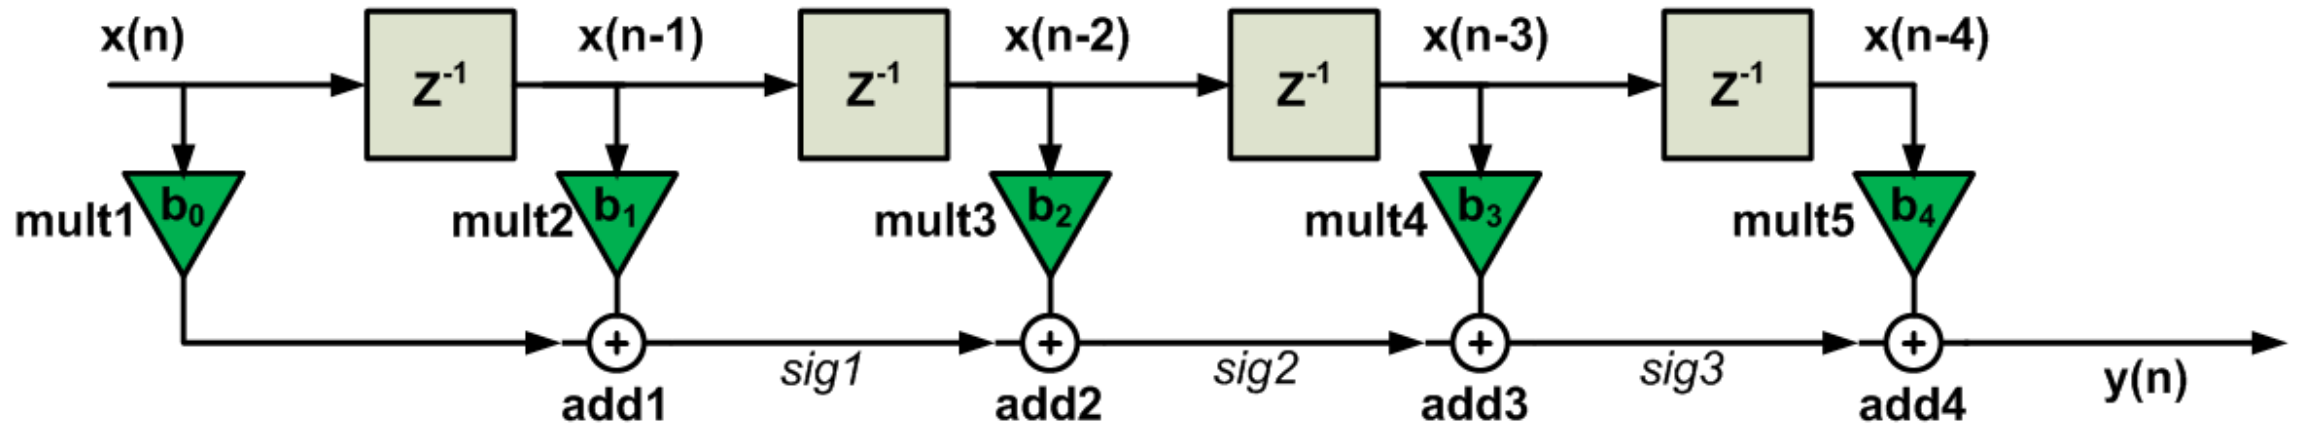 x(n) x(n-1) x(n-2) x(n-3) x(n-4)
Z⁻¹ Z⁻¹ Z⁻¹ Z⁻¹
b₀ b₁ b₂ b₃ b₄
mult1 mult2 mult3 mult4 mult5
+ + + +
sig1 sig2 sig3
y(n)
add1 add2 add3 add4